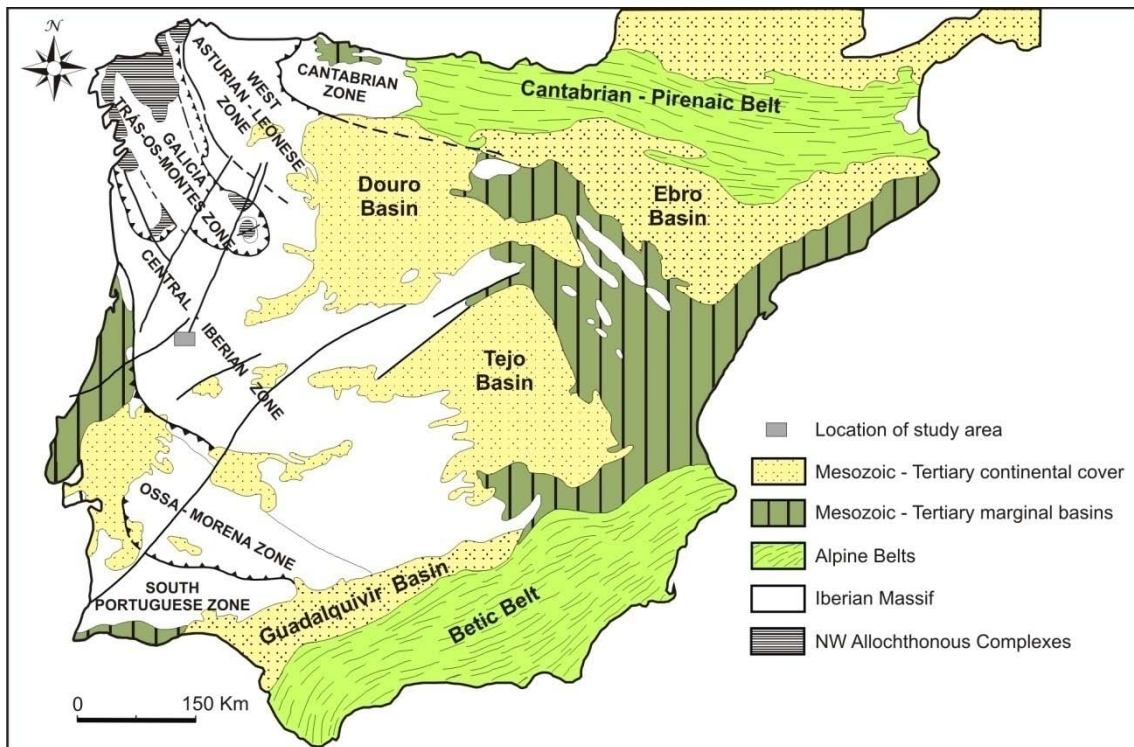 N
ASTURIAN - LEONESE
WEST
ZONE
CANTABRIAN
ZONE
Cantabrian - Pirenaic Belt
GALICIA
TRÁS-OS-MONTES ZONE
Douro
Basin
Ebro
Basin
CENTRAL - IBERIAN ZONE
Tejo
Basin
OSSA - MORENA ZONE
SOUTH
PORTUGUESE ZONE
Guadalquivir Basin
Betic Belt
Location of study area
Mesozoic - Tertiary continental cover
Mesozoic - Tertiary marginal basins
Alpine Belts
Iberian Massif
NW Allochthonous Complexes
0 150 Km